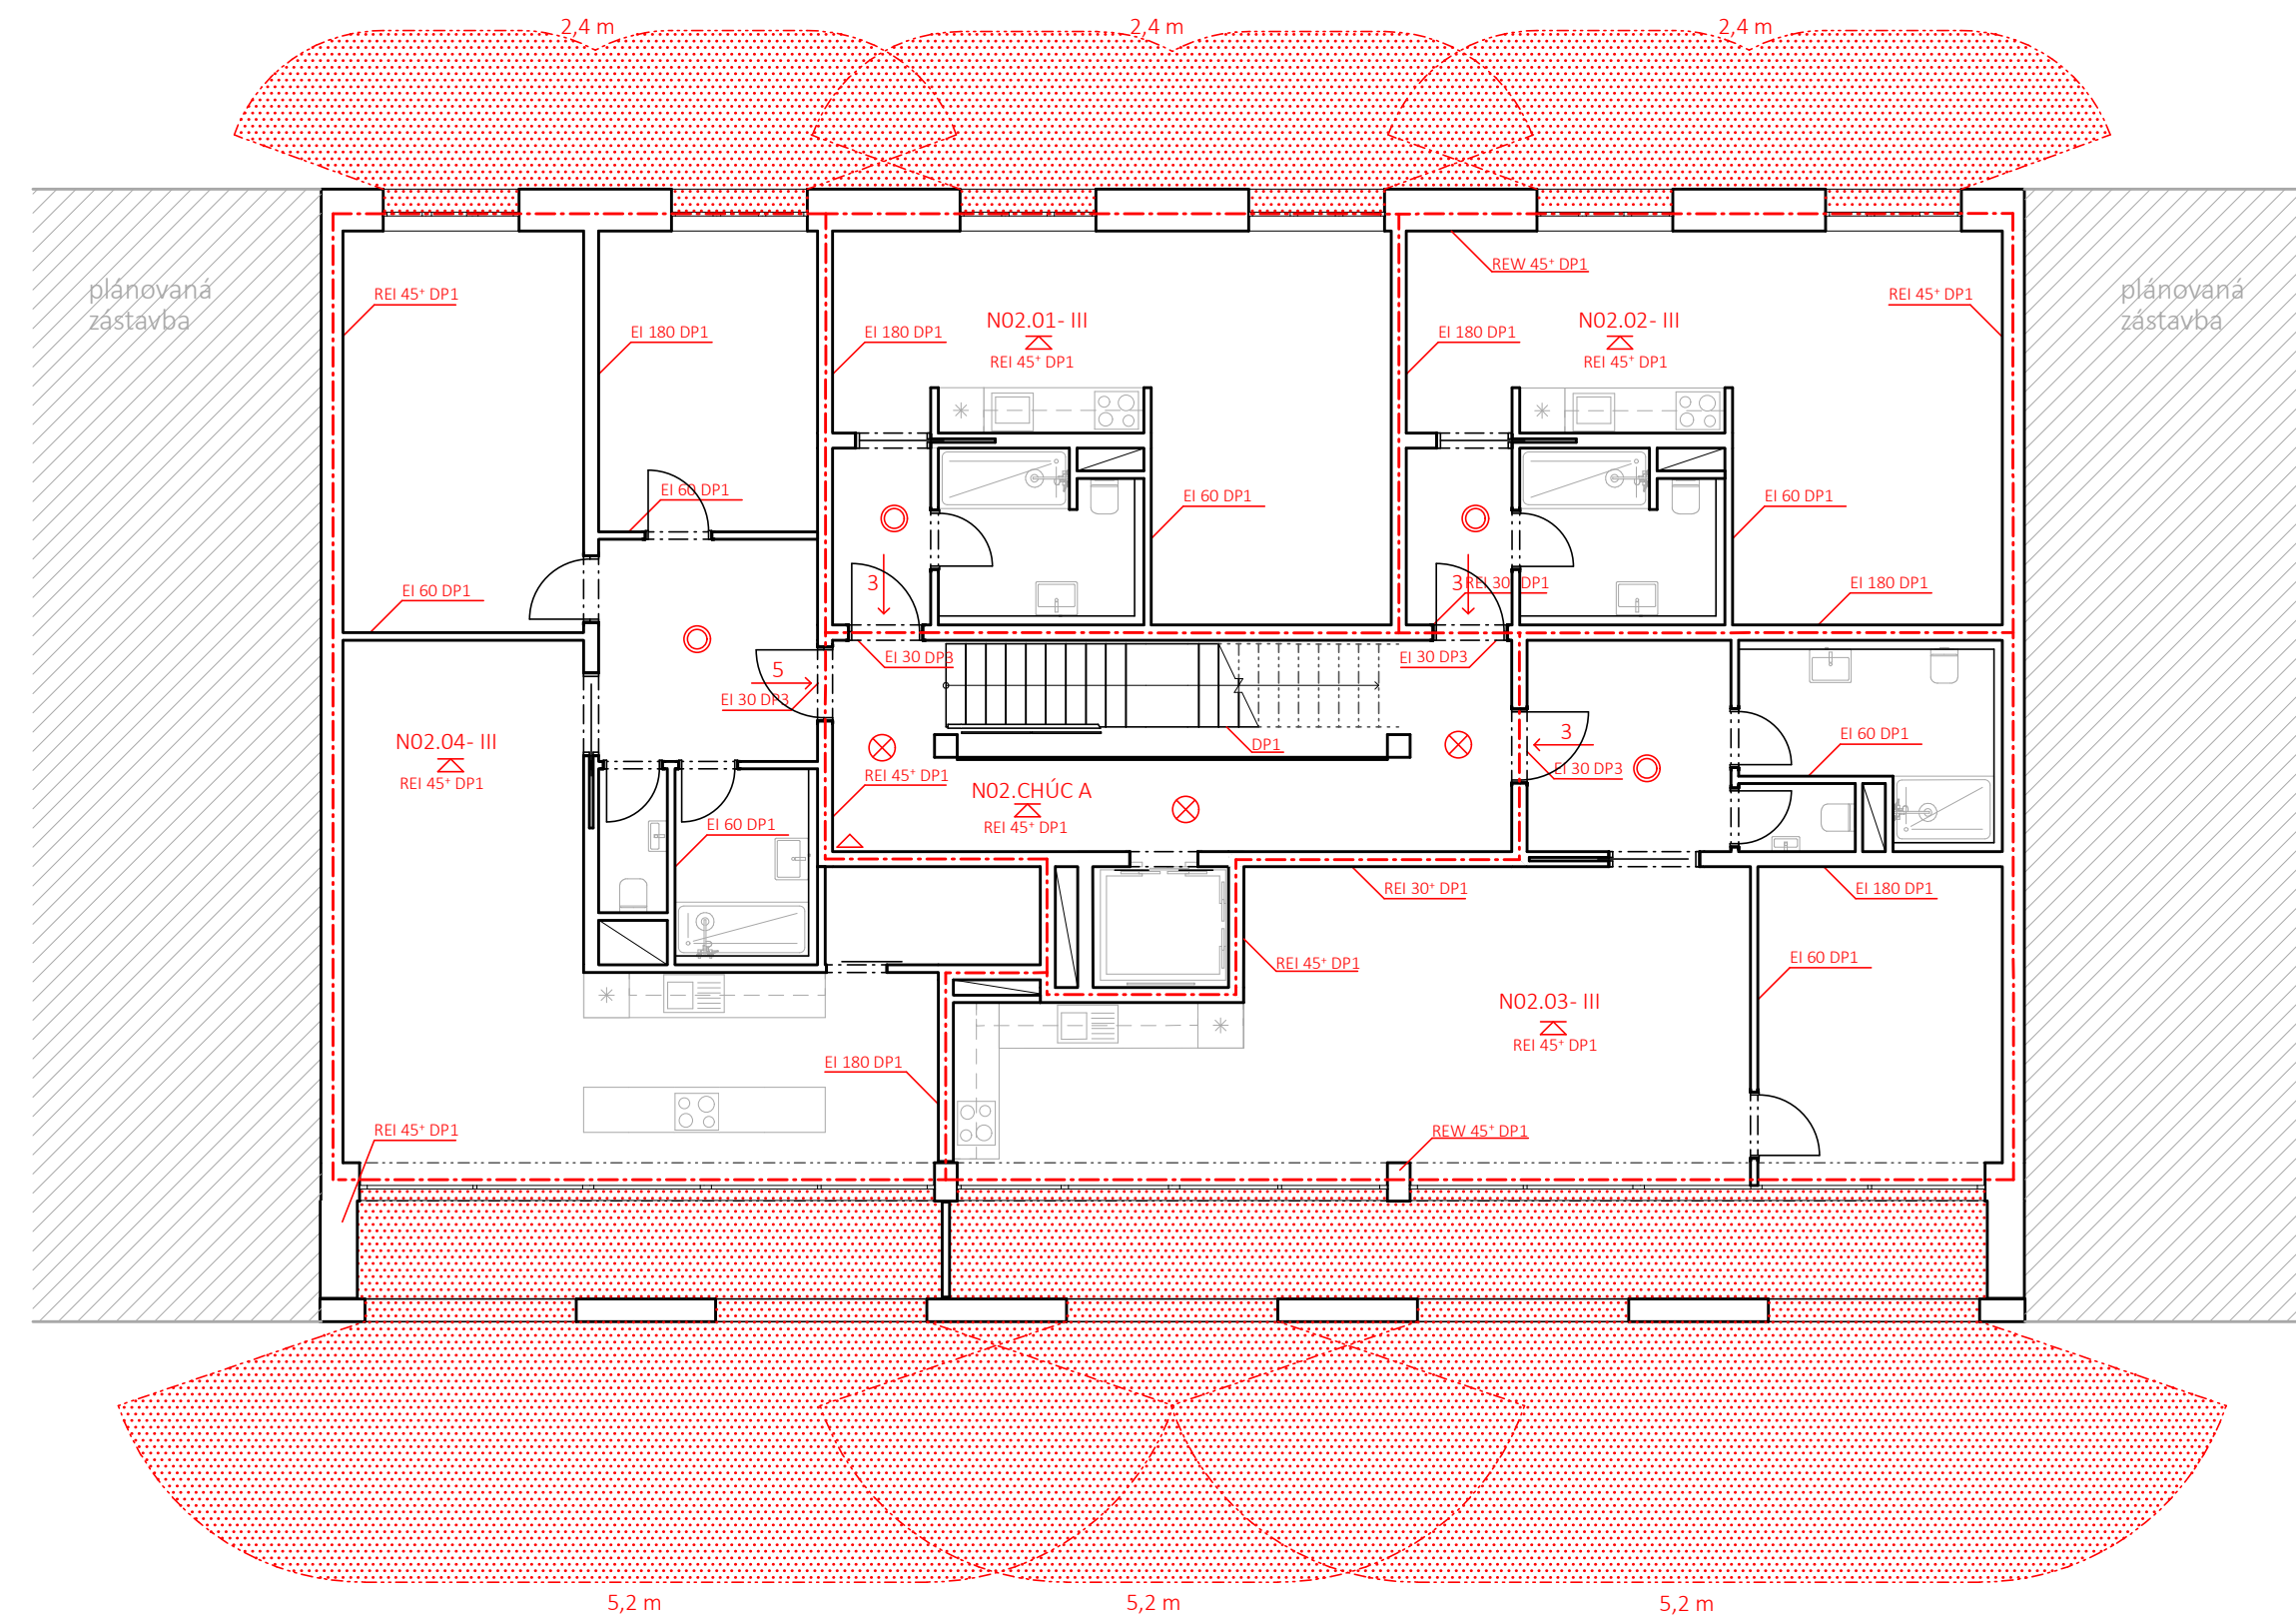 2,4 m
2,4 m
2,4 m
plánovaná
zástavba
REI 45⁺ DP1
EI 180 DP1
EI 180 DP1
N02.01- III
REI 45⁺ DP1
REW 45⁺ DP1
EI 180 DP1
N02.02- III
REI 45⁺ DP1
REI 45⁺ DP1
plánovaná
zástavba
EI 60 DP1
EI 60 DP1
EI 60 DP1
EI 60 DP1
3
3
REI 30⁺ DP1
EI 180 DP1
EI 30 DP3
EI 30 DP3
5
EI 30 DP3
N02.04- III
REI 45⁺ DP1
DP1
3
EI 30 DP3
EI 60 DP1
REI 45⁺ DP1
N02.CHÚC A
REI 45⁺ DP1
EI 60 DP1
REI 30⁺ DP1
EI 180 DP1
REI 45⁺ DP1
EI 60 DP1
N02.03- III
REI 45⁺ DP1
EI 180 DP1
REI 45⁺ DP1
REW 45⁺ DP1
5,2 m
5,2 m
5,2 m